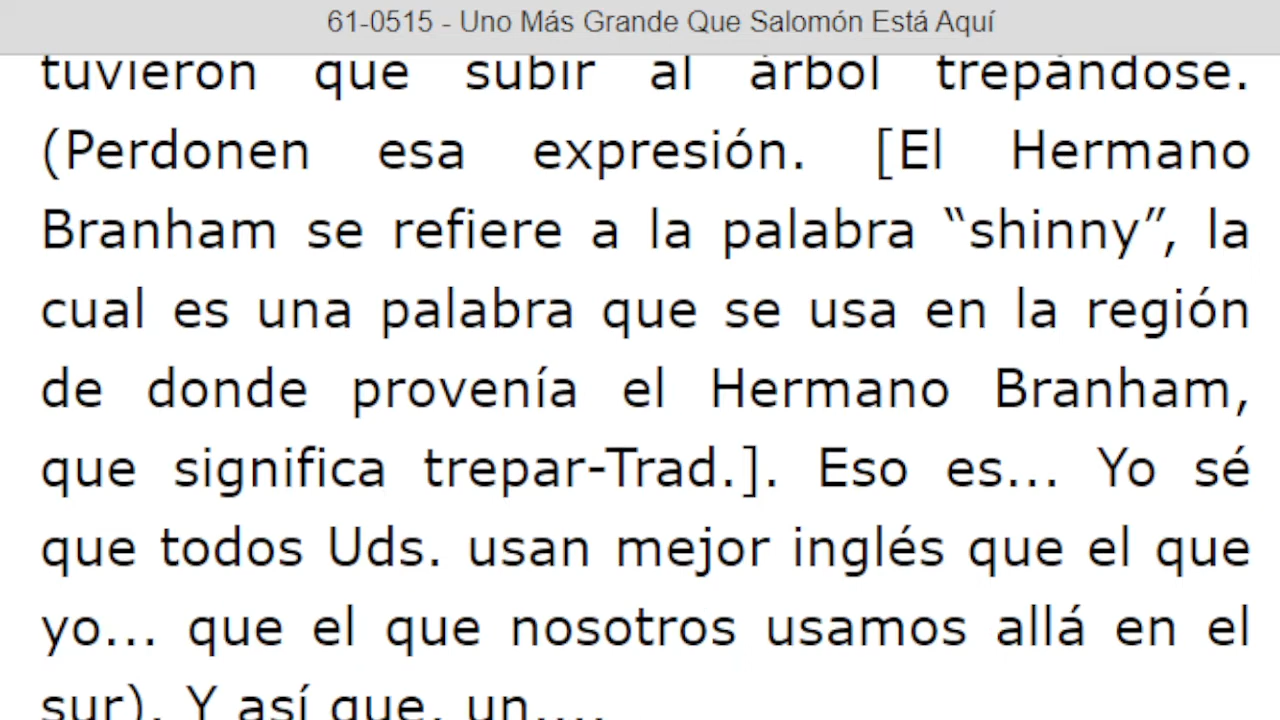 61-0515 - Uno Más Grande Que Salomón Está Aquí
tuvieron que subir al árbol trepándose.
(Perdonen esa expresión. [El Hermano
Branham se refiere a la palabra “shinny”, la
cual es una palabra que se usa en la región
de donde provenía el Hermano Branham,
que significa trepar-Trad.]. Eso es... Yo sé
que todos Uds. usan mejor inglés que el que
yo... que el que nosotros usamos allá en el
sur). Y así que, un....